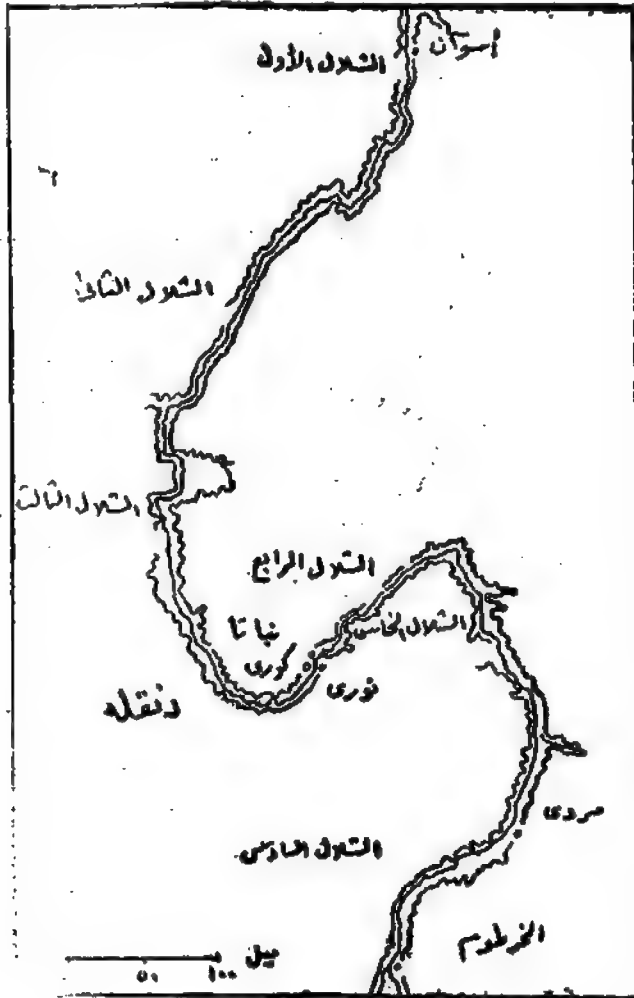 أسوان
الشلال الأول
الشلال الثاني
الشلال الثالث
الشلال الرابع
الشلال الخامس
نباتا
كورى
نورى
دنقله
مروى
الشلال السادس
الخرطوم
ميل
٥٠ ١٠٠